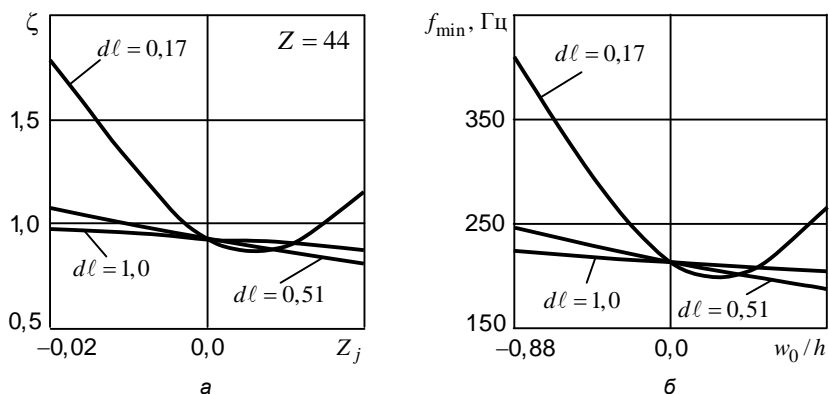 ζ
Z = 44
dℓ = 0,17
1,5
1,0
dℓ = 1,0
dℓ = 0,51
0,5
−0,02
0,0
Z_j
а
f_min, Гц
dℓ = 0,17
350
250
dℓ = 1,0
dℓ = 0,51
150
−0,88
0,0
w_0/h
б